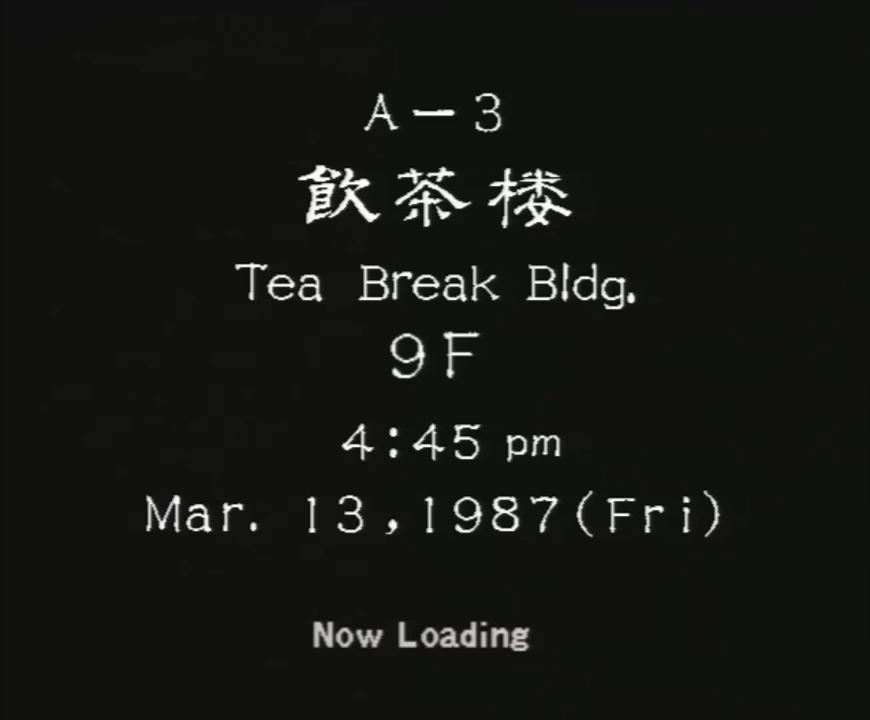 A-3
飲茶楼
Tea Break Bldg.
9F
4:45 pm
Mar. 13,1987(Fri)
Now Loading